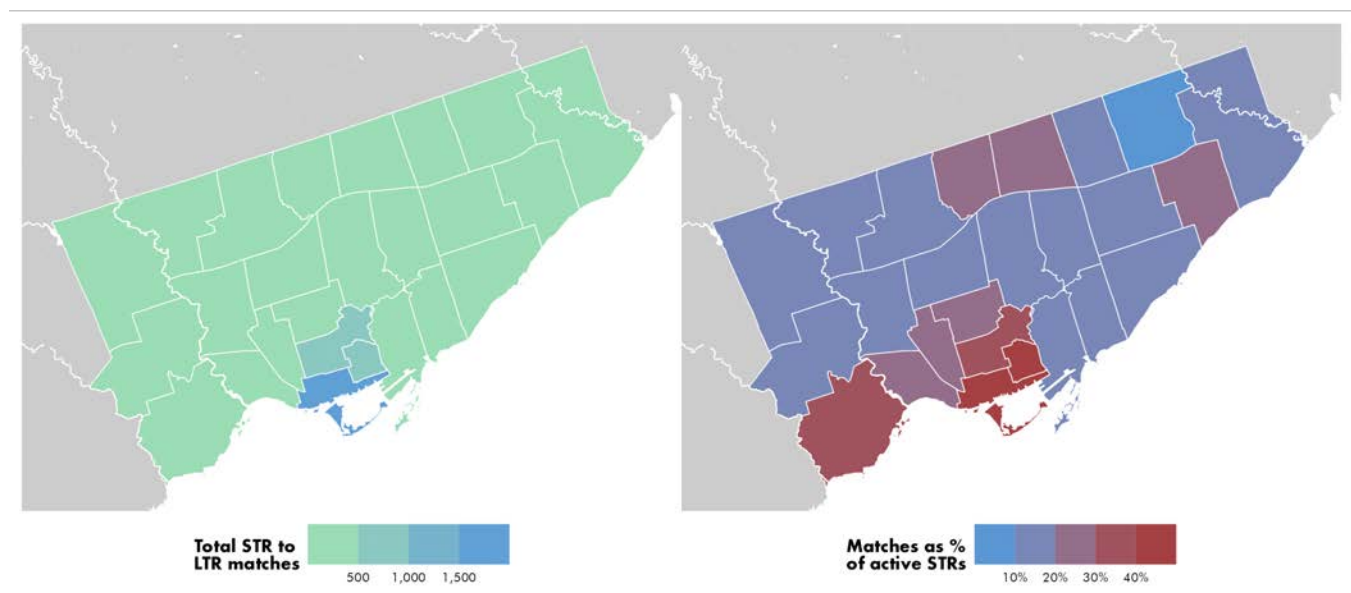 Total STR to
LTR matches
500 1,000 1,500
Matches as %
of active STRs
10% 20% 30% 40%